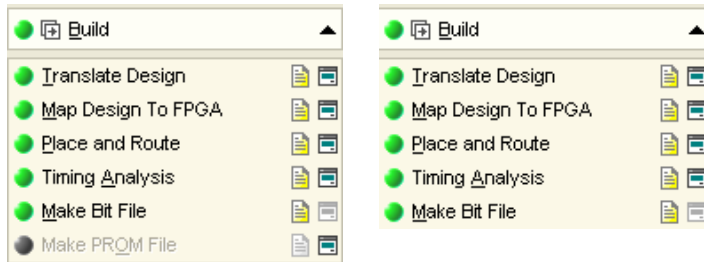 Build
Translate Design
Map Design To FPGA
Place and Route
Timing Analysis
Make Bit File
Make PROM File
Build
Translate Design
Map Design To FPGA
Place and Route
Timing Analysis
Make Bit File